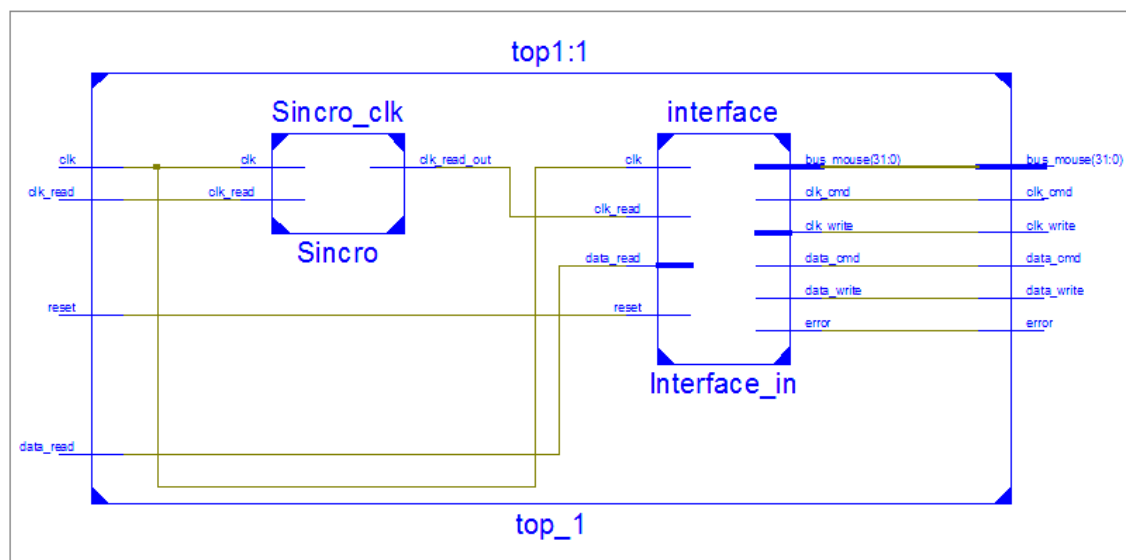 top1:1
Sincro_clk
interface
clk
clk
clk_read_out
clk
bus_mouse(31:0)
bus_mouse(31:0)
clk_read
clk_read
clk_cmd
clk_cmd
clk_read
clk_write
clk_write
Sincro
data_read
data_cmd
data_cmd
data_write
data_write
reset
reset
error
error
Interface_in
data_read
top_1